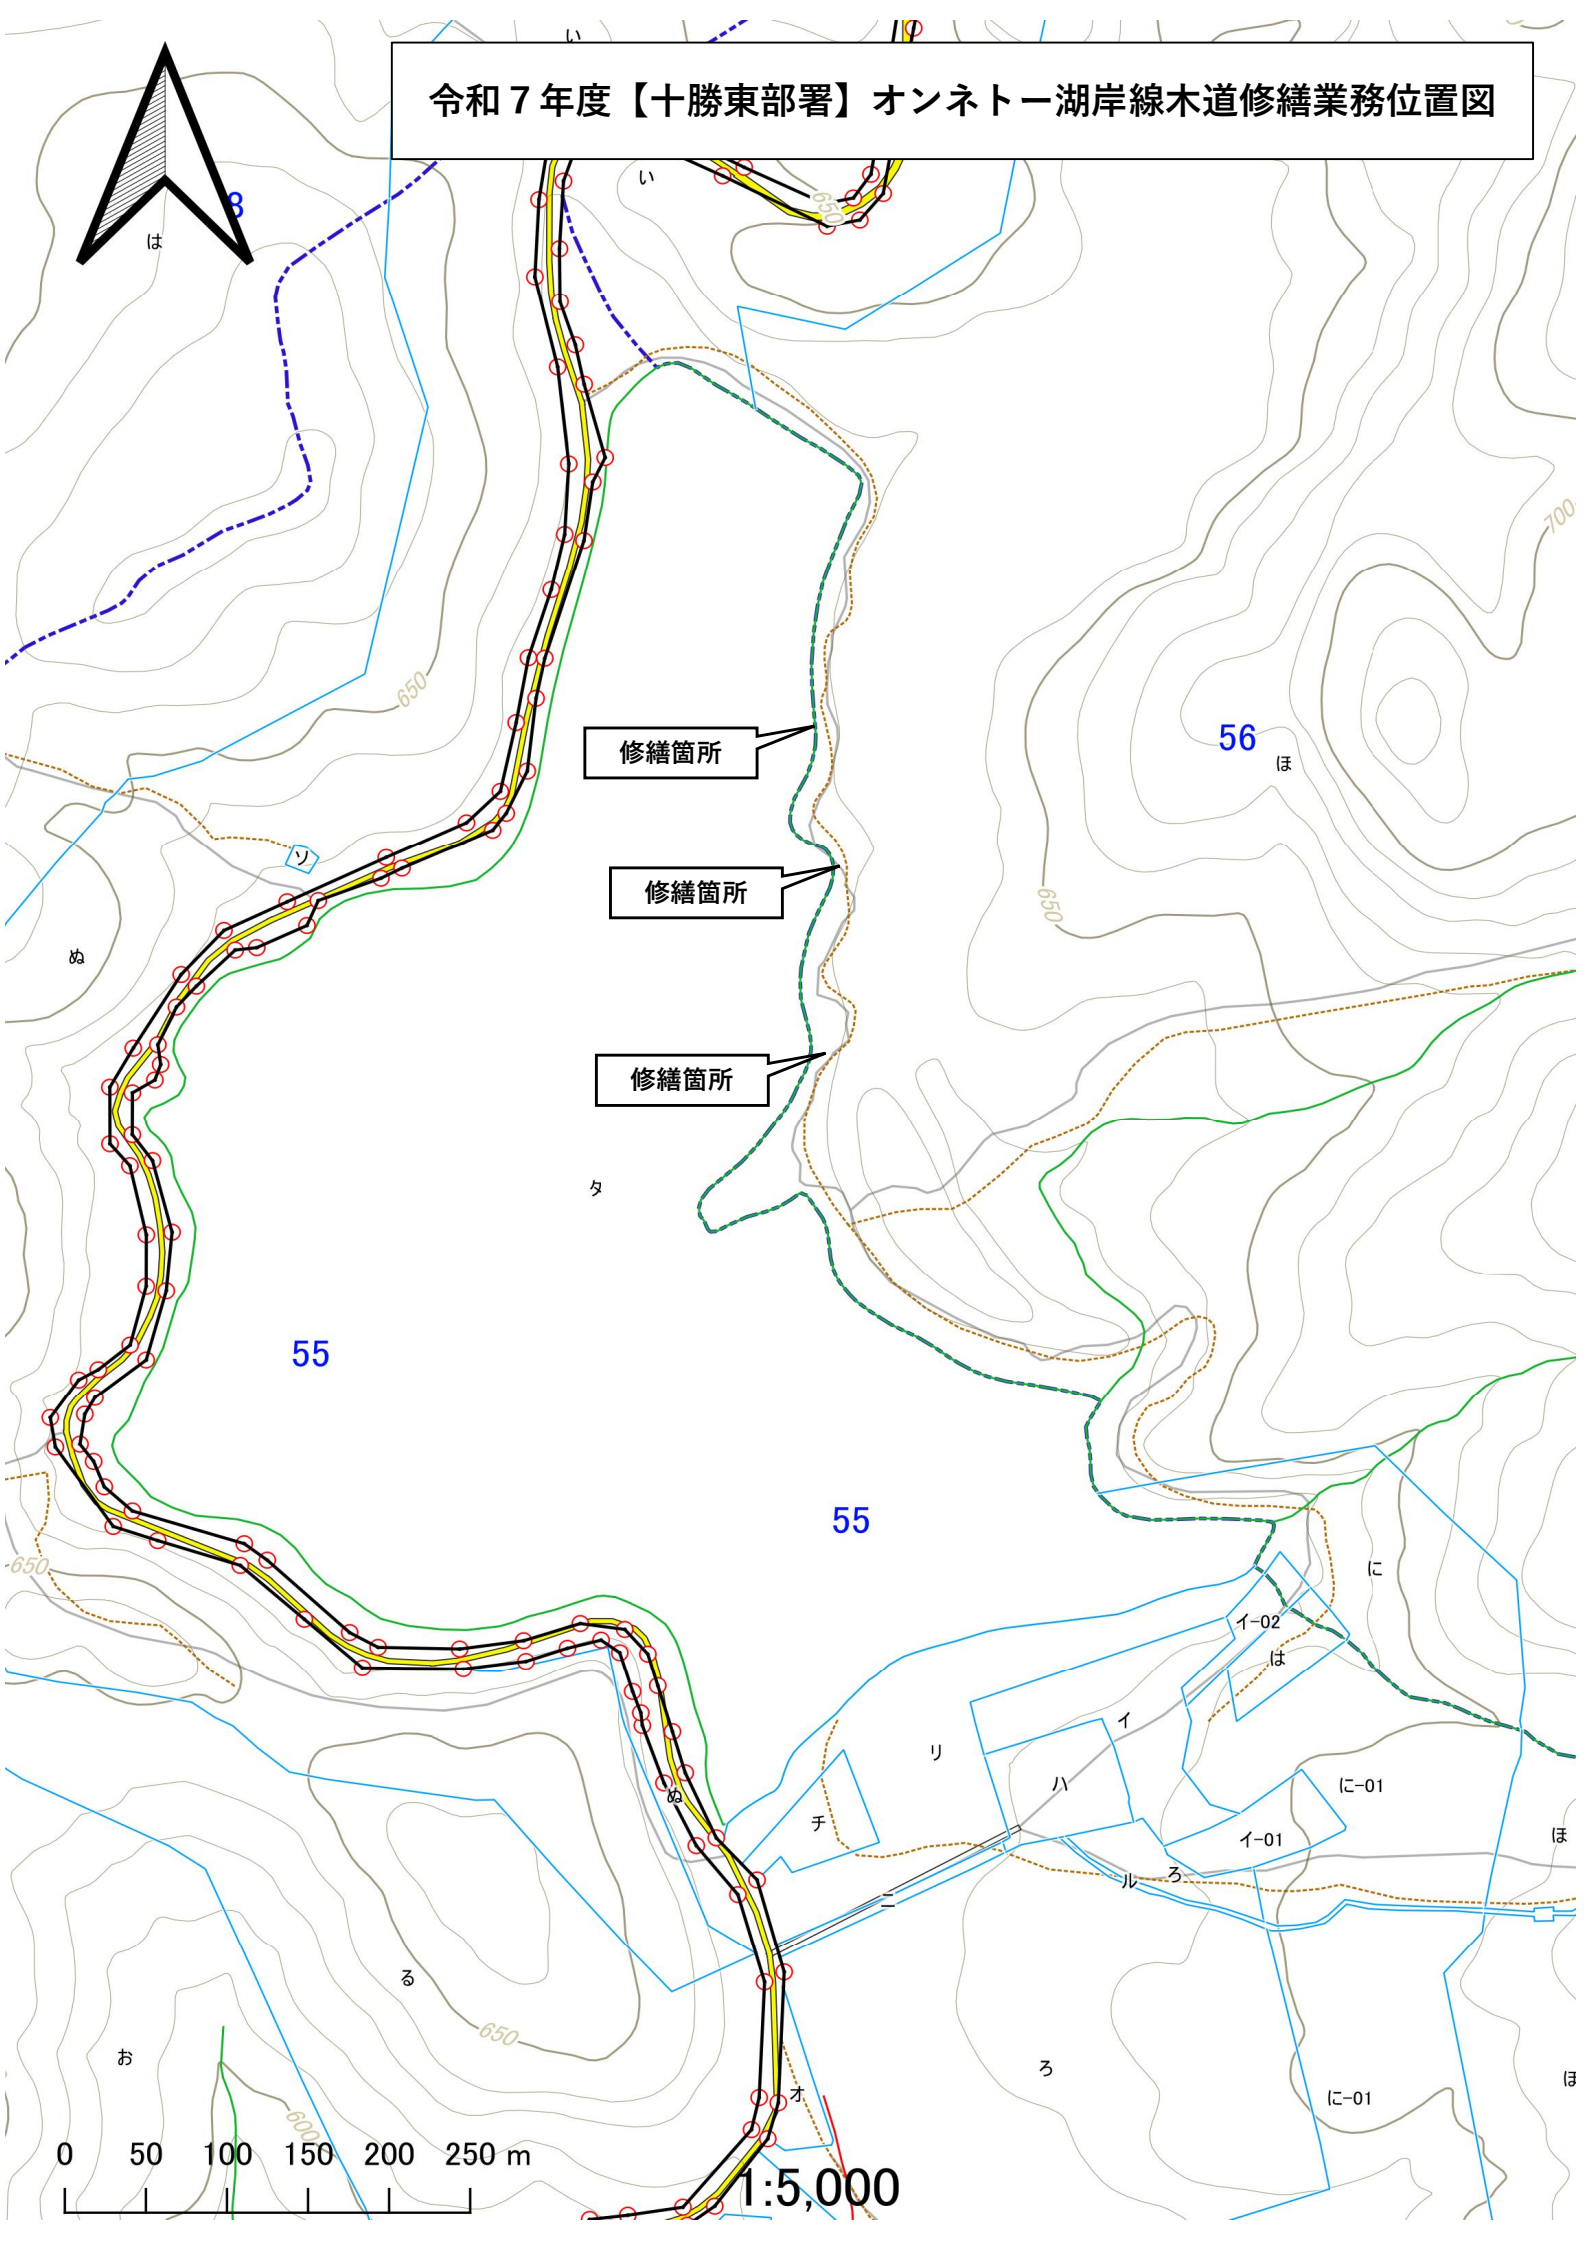 い
令和７年度【十勝東部署】オンネトー湖岸線木道修繕業務位置図
い
650
8
は
700
650
修繕箇所
56
ほ
ソ
修繕箇所
650
ぬ
修繕箇所
タ
55
55
650
に
イ-02
は
イ
リ
ハ
に-01
ぬ
チ
ほ
イ-01
ろ
ル
ニ
る
650
お
ろ
ほ
オ
に-01
600
0 50 100 150 200 250 m
1:5,000